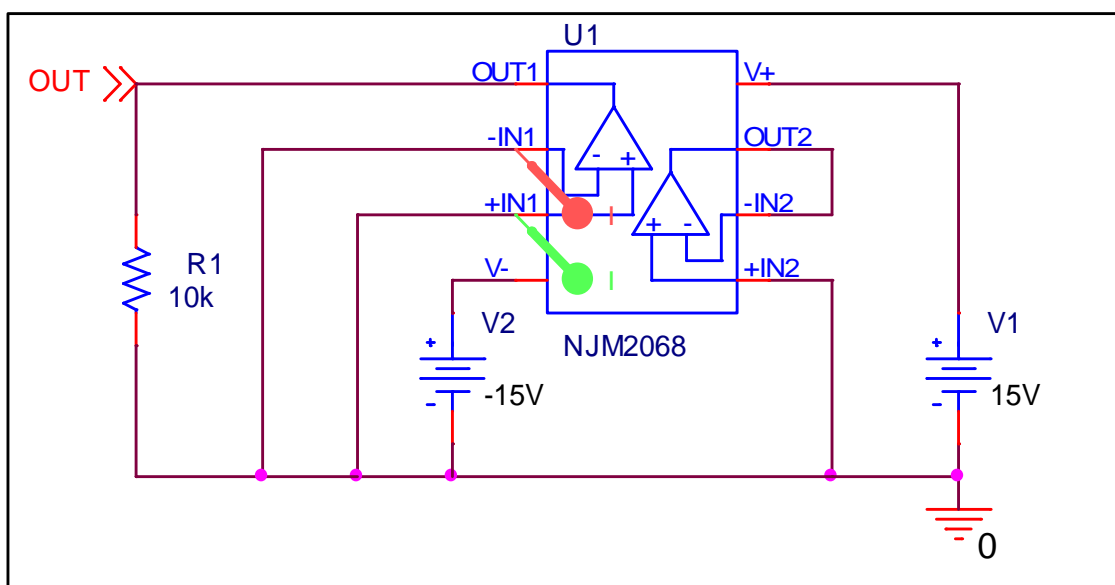 U1
OUT
OUT1
V+
-IN1
OUT2
- +
+IN1
I
-IN2
+ -
V-
I
+IN2
R1
10k
V2
+
-
-15V
NJM2068
V1
+
-
15V
0